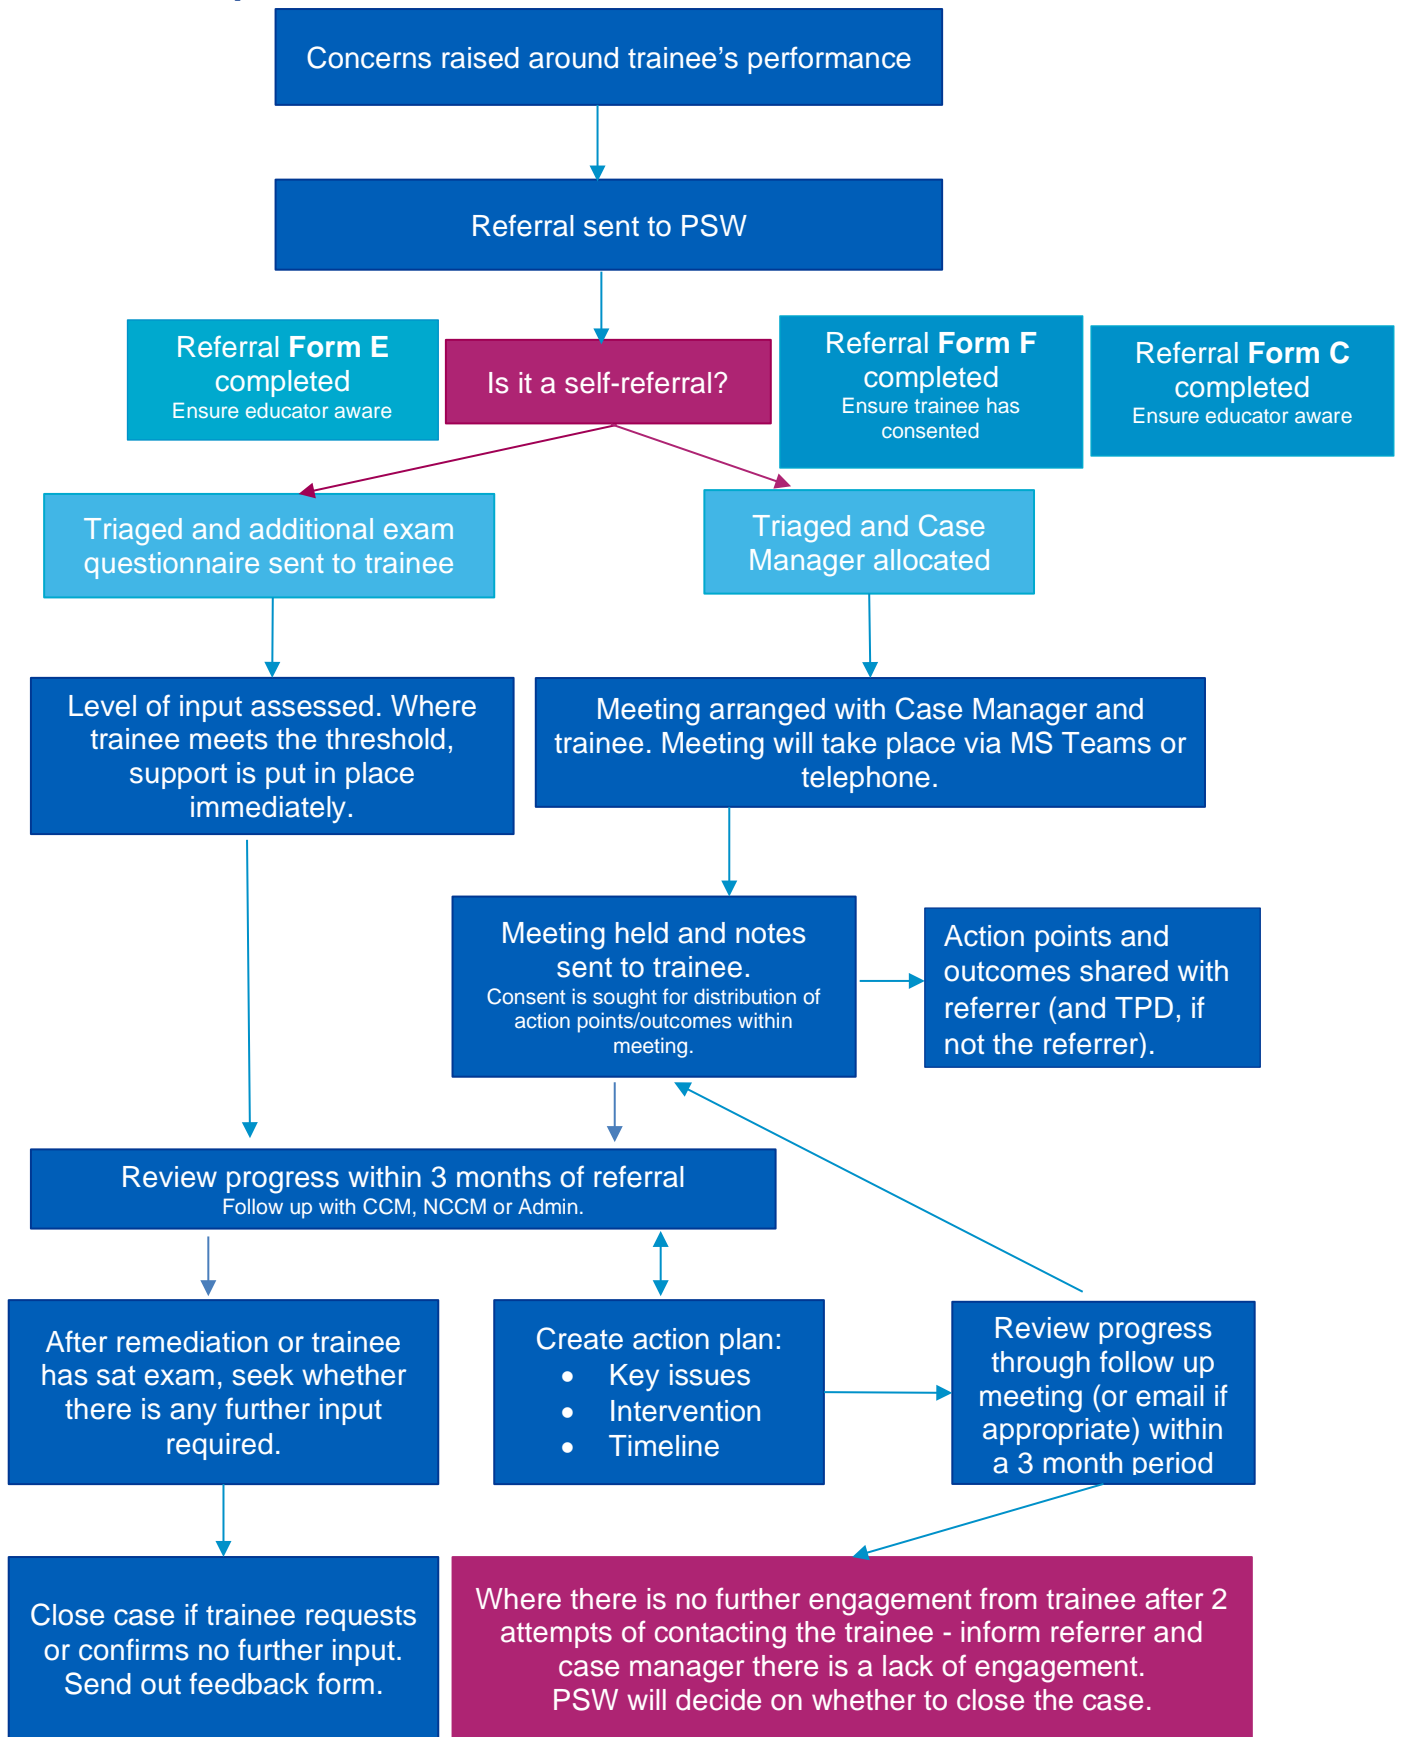 Concerns raised around trainee's performance
Referral sent to PSW
Referral Form E
completed
Ensure educator aware
Is it a self-referral?
Referral Form F
completed
Ensure trainee has
consented
Referral Form C
completed
Ensure educator aware
Triaged and additional exam
questionnaire sent to trainee
Triaged and Case
Manager allocated
Level of input assessed. Where
trainee meets the threshold,
support is put in place
immediately.
Meeting arranged with Case Manager and
trainee. Meeting will take place via MS Teams or
telephone.
Meeting held and notes
sent to trainee.
Consent is sought for distribution of
action points/outcomes within
meeting.
Action points and
outcomes shared with
referrer (and TPD, if
not the referrer).
Review progress within 3 months of referral
Follow up with CCM, NCCM or Admin.
After remediation or trainee
has sat exam, seek whether
there is any further input
required.
Create action plan:
• Key issues
• Intervention
• Timeline
Review progress
through follow up
meeting (or email if
appropriate) within
a 3 month period
Close case if trainee requests
or confirms no further input.
Send out feedback form.
Where there is no further engagement from trainee after 2
attempts of contacting the trainee - inform referrer and
case manager there is a lack of engagement.
PSW will decide on whether to close the case.